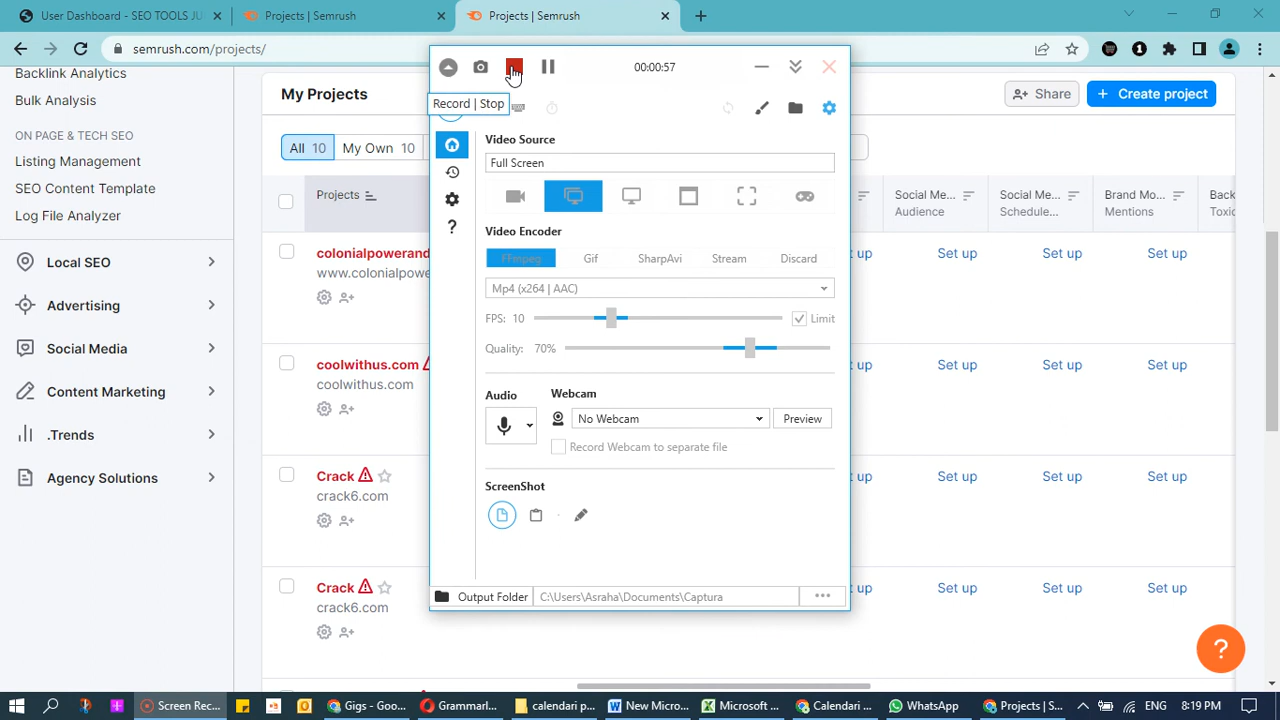 User Dashboard - SEO TOOLS JU
Projects | Semrush
Projects | Semrush
semrush.com/projects/
Backlink Analytics
Bulk Analysis
ON PAGE & TECH SEO
Listing Management
SEO Content Template
Log File Analyzer
Local SEO
Advertising
Social Media
Content Marketing
.Trends
Agency Solutions
My Projects
Share
+ Create project
All 10
My Own 10
Projects
Social Me...
Audience
Social Me...
Schedule...
Brand Mo...
Mentions
Back
Toxic
colonialpowerand
www.colonialpowe
Set up
Set up
Set up
coolwithus.com
coolwithus.com
Set up
Set up
Set up
Crack
crack6.com
Set up
Set up
Set up
Crack
crack6.com
Set up
Set up
Set up
00:00:57
Record | Stop
Video Source
Full Screen
Video Encoder
FFmpeg
Gif
SharpAvi
Stream
Discard
Mp4 (x264 | AAC)
FPS: 10
Limit
Quality: 70%
Audio
Webcam
No Webcam
Preview
Record Webcam to separate file
ScreenShot
Output Folder
C:\Users\Asraha\Documents\Captura
...
?
Screen Rec...
Gigs - Goo...
Grammarl...
calendari p...
New Micro...
Microsoft ...
Calendari ...
WhatsApp
Projects | S...
ENG
8:19 PM